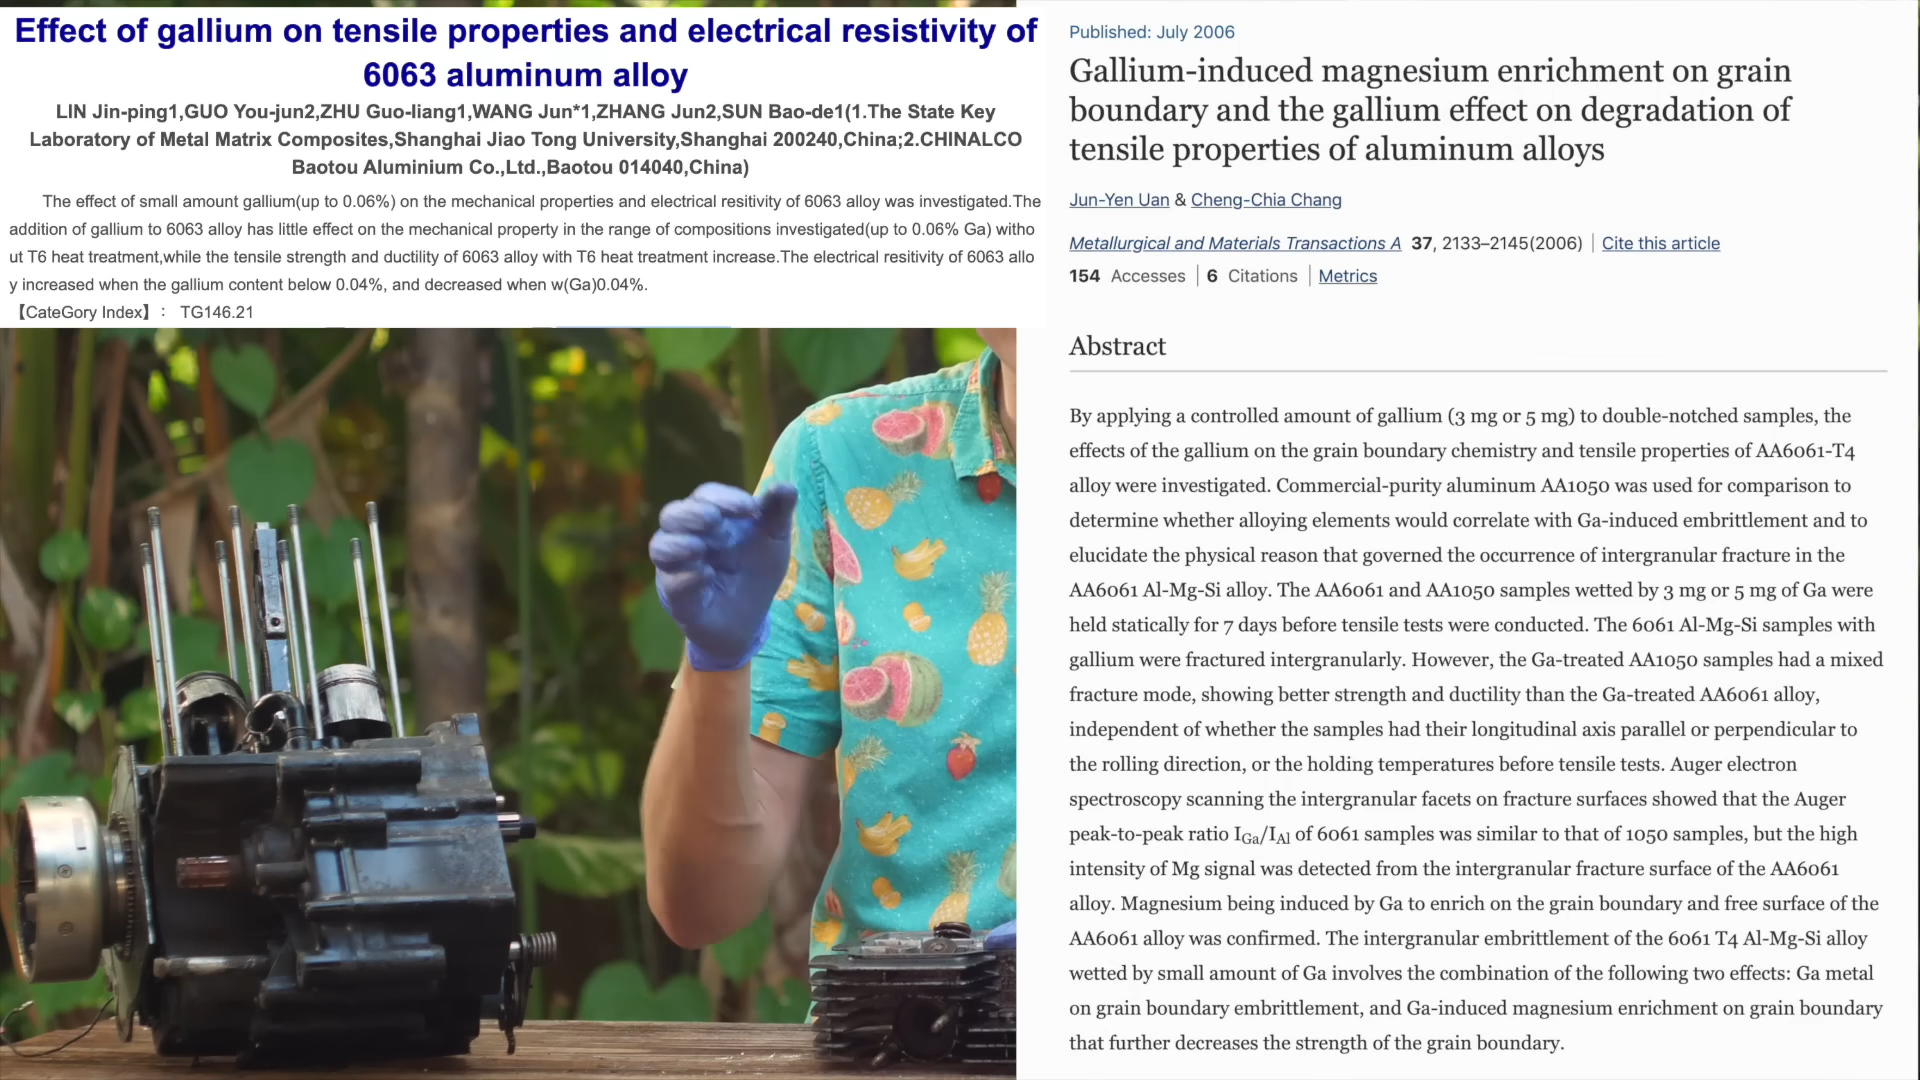 Effect of gallium on tensile properties and electrical resistivity of
6063 aluminum alloy
LIN Jin-ping1,GUO You-jun2,ZHU Guo-liang1,WANG Jun*1,ZHANG Jun2,SUN Bao-de1(1.The State Key
Laboratory of Metal Matrix Composites,Shanghai Jiao Tong University,Shanghai 200240,China;2.CHINALCO
Baotou Aluminium Co.,Ltd.,Baotou 014040,China)
The effect of small amount gallium(up to 0.06%) on the mechanical properties and electrical resitivity of 6063 alloy was investigated.The
addition of gallium to 6063 alloy has little effect on the mechanical property in the range of compositions investigated(up to 0.06% Ga) witho
ut T6 heat treatment,while the tensile strength and ductility of 6063 alloy with T6 heat treatment increase.The electrical resitivity of 6063 allo
y increased when the gallium content below 0.04%, and decreased when w(Ga)0.04%.
【CateGory Index】： TG146.21
Published: July 2006
Gallium-induced magnesium enrichment on grain
boundary and the gallium effect on degradation of
tensile properties of aluminum alloys
Jun-Yen Uan & Cheng-Chia Chang
Metallurgical and Materials Transactions A 37, 2133–2145(2006) | Cite this article
154 Accesses | 6 Citations | Metrics
Abstract
By applying a controlled amount of gallium (3 mg or 5 mg) to double-notched samples, the
effects of the gallium on the grain boundary chemistry and tensile properties of AA6061-T4
alloy were investigated. Commercial-purity aluminum AA1050 was used for comparison to
determine whether alloying elements would correlate with Ga-induced embrittlement and to
elucidate the physical reason that governed the occurrence of intergranular fracture in the
AA6061 Al-Mg-Si alloy. The AA6061 and AA1050 samples wetted by 3 mg or 5 mg of Ga were
held statically for 7 days before tensile tests were conducted. The 6061 Al-Mg-Si samples with
gallium were fractured intergranularly. However, the Ga-treated AA1050 samples had a mixed
fracture mode, showing better strength and ductility than the Ga-treated AA6061 alloy,
independent of whether the samples had their longitudinal axis parallel or perpendicular to
the rolling direction, or the holding temperatures before tensile tests. Auger electron
spectroscopy scanning the intergranular facets on fracture surfaces showed that the Auger
peak-to-peak ratio IGa/IAl of 6061 samples was similar to that of 1050 samples, but the high
intensity of Mg signal was detected from the intergranular fracture surface of the AA6061
alloy. Magnesium being induced by Ga to enrich on the grain boundary and free surface of the
AA6061 alloy was confirmed. The intergranular embrittlement of the 6061 T4 Al-Mg-Si alloy
wetted by small amount of Ga involves the combination of the following two effects: Ga metal
on grain boundary embrittlement, and Ga-induced magnesium enrichment on grain boundary
that further decreases the strength of the grain boundary.